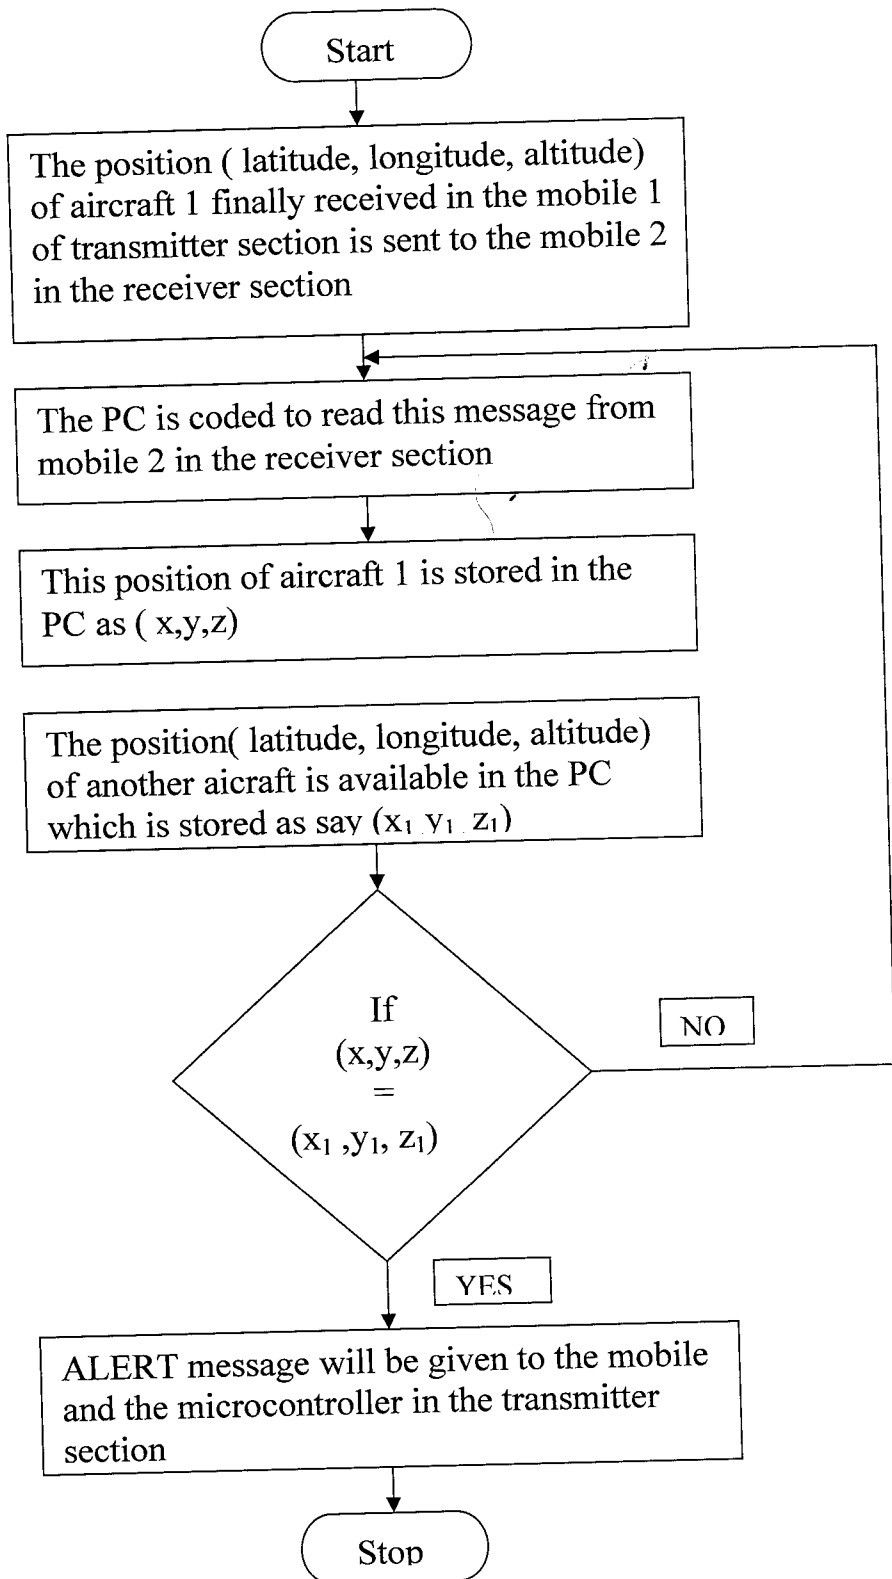 Start
The position ( latitude, longitude, altitude)
of aircraft 1 finally received in the mobile 1
of transmitter section is sent to the mobile 2
in the receiver section
The PC is coded to read this message from
mobile 2 in the receiver section
This position of aircraft 1 is stored in the
PC as ( x,y,z)
The position( latitude, longitude, altitude)
of another aicraft is available in the PC
which is stored as say (x₁ y₁ z₁)
If
(x,y,z)
=
(x₁ ,y₁, z₁)
NO
YES
ALERT message will be given to the mobile
and the microcontroller in the transmitter
section
Stop